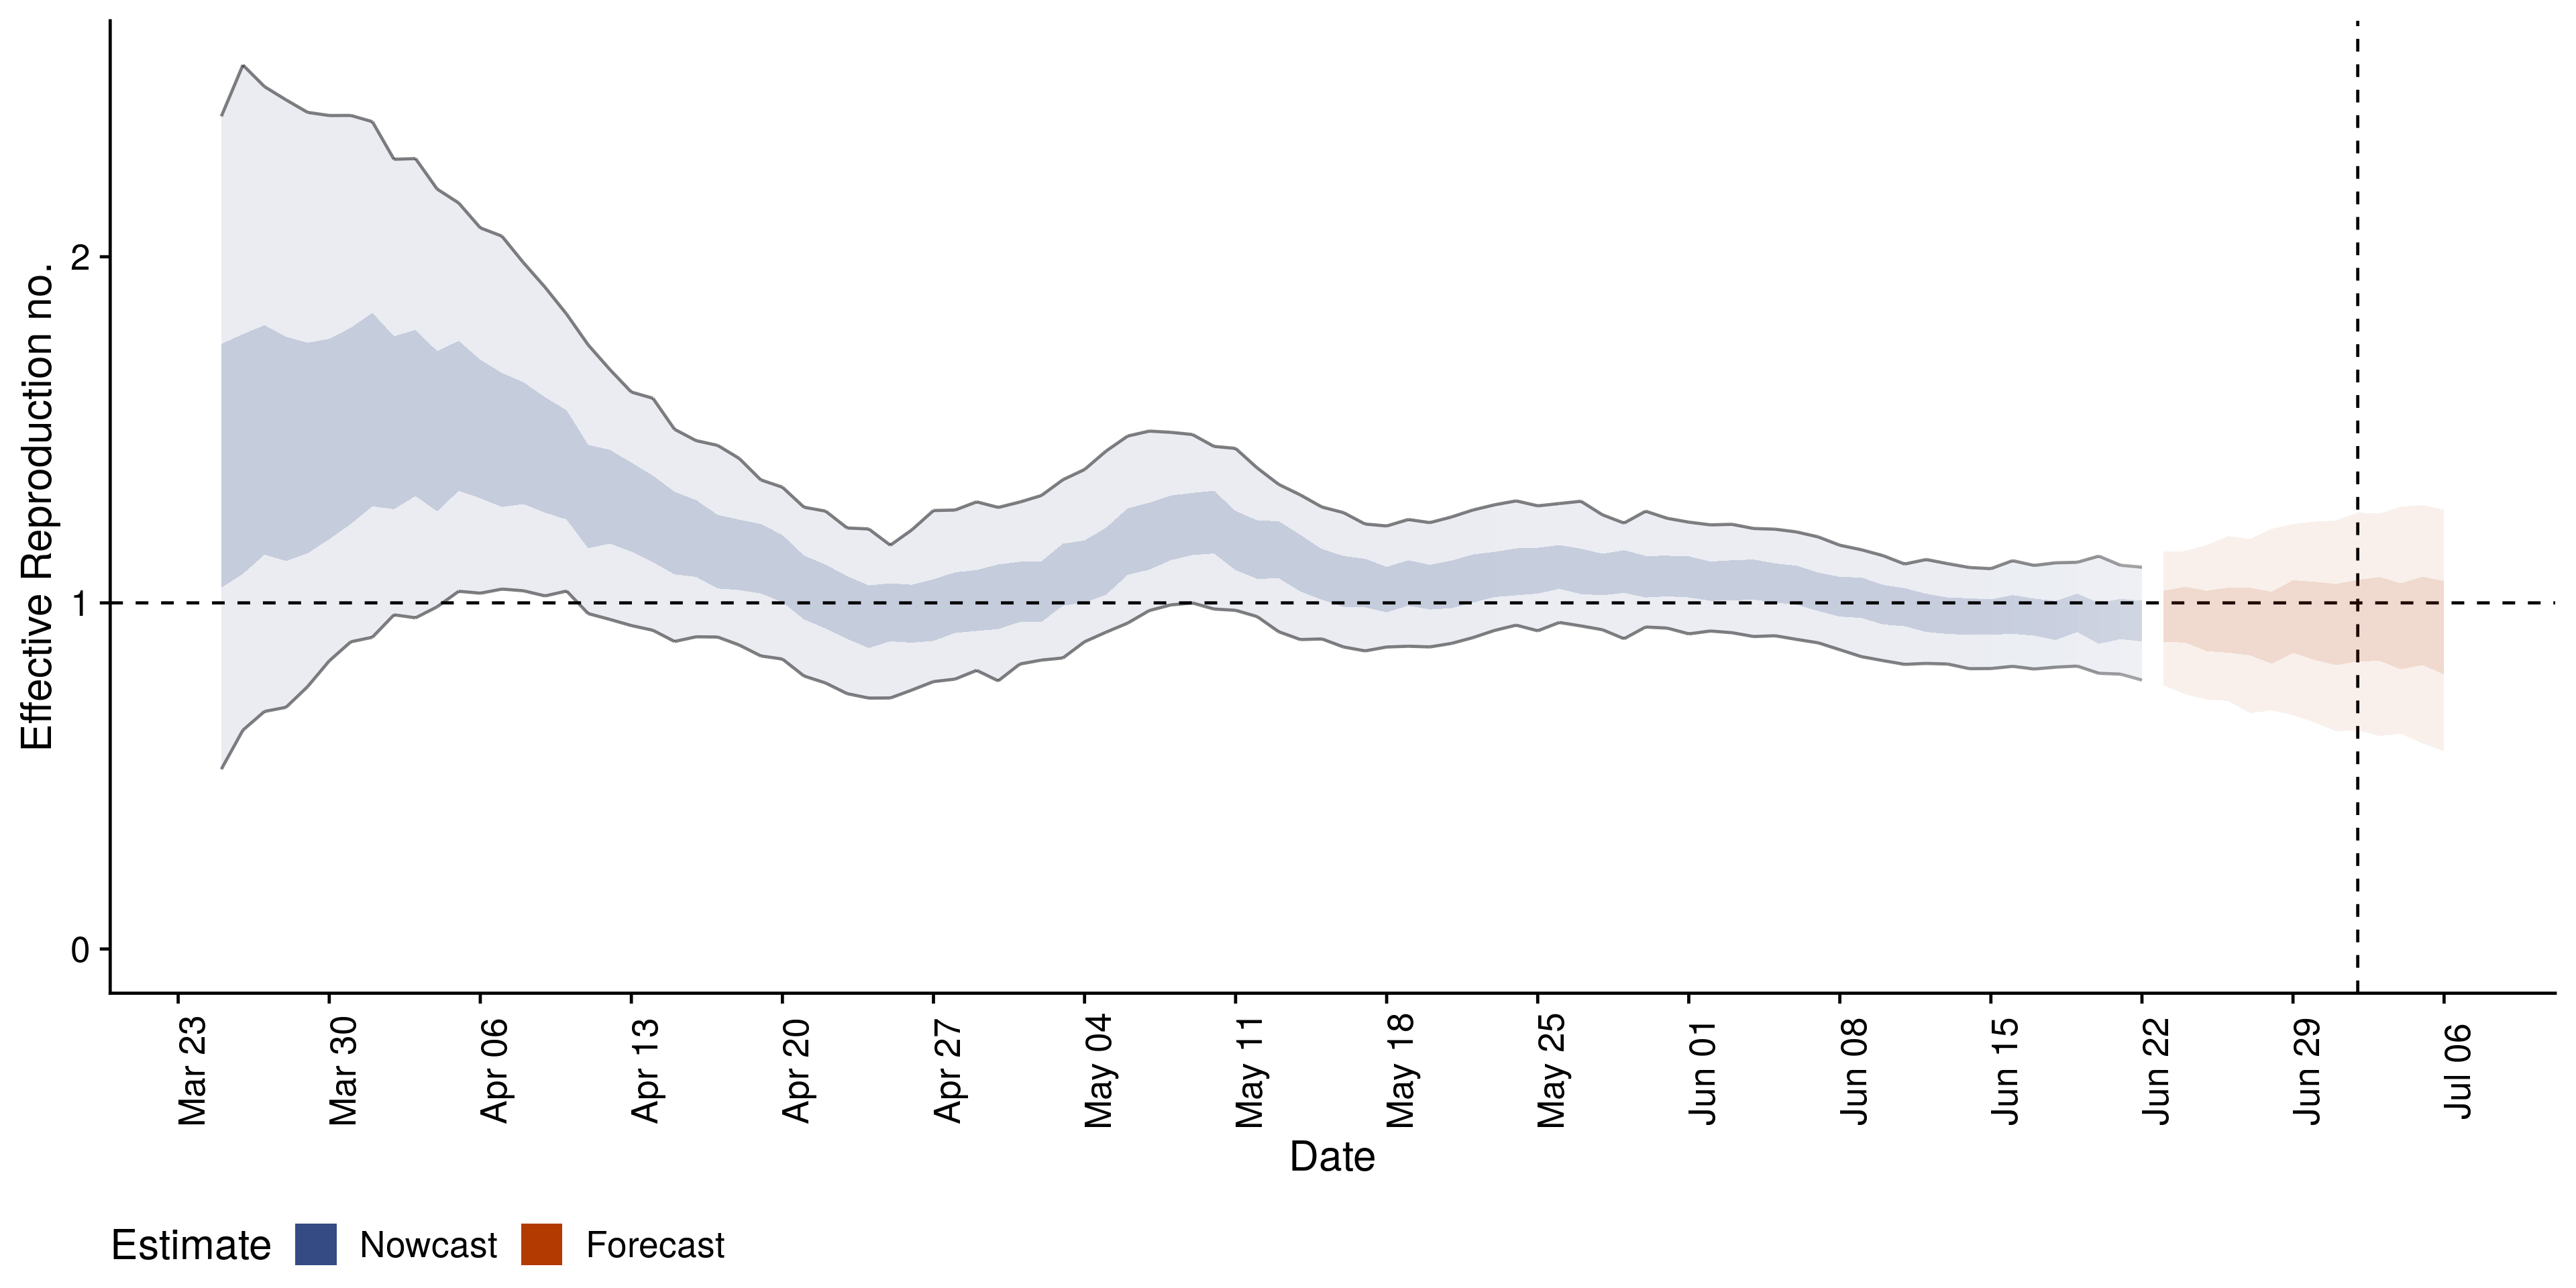 Effective Reproduction no.
2
1
0
Mar 23
Mar 30
Apr 06
Apr 13
Apr 20
Apr 27
May 04
May 11
May 18
May 25
Jun 01
Jun 08
Jun 15
Jun 22
Jun 29
Jul 06
Date
Estimate Nowcast Forecast